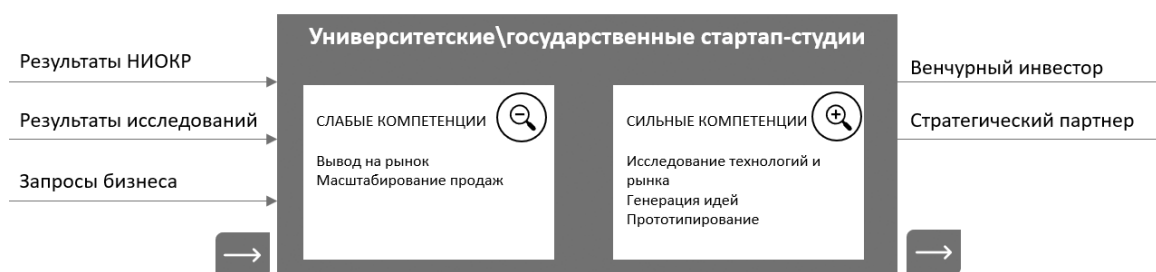 Университетские\государственные стартап-студии
Результаты НИОКР
Результаты исследований
Запросы бизнеса
СЛАБЫЕ КОМПЕТЕНЦИИ
Вывод на рынок
Масштабирование продаж
СИЛЬНЫЕ КОМПЕТЕНЦИИ
Исследование технологий и
рынка
Генерация идей
Прототипирование
Венчурный инвестор
Стратегический партнер